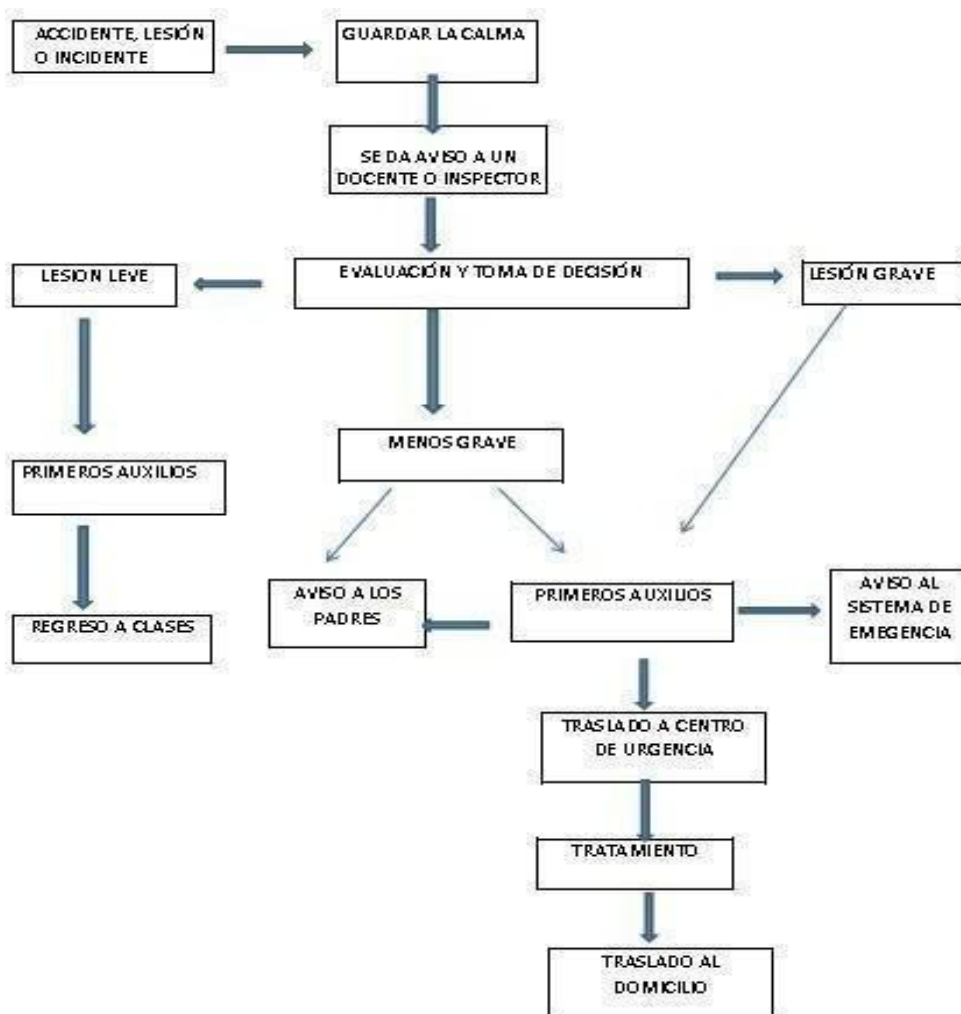 ACCIDENTE, LESIÓN
O INCIDENTE
GUARDAR LA CALMA
SE DA AVISO A UN
DOCENTE O INSPECTOR
LESION LEVE
EVALUACIÓN Y TOMA DE DECISIÓN
LESIÓN GRAVE
MENOS GRAVE
PRIMEROS AUXILIOS
AVISO A LOS
PADRES
PRIMEROS AUXILIOS
AVISO AL
SISTEMA DE
EMEGENCIA
REGRESO A CLASES
TRASLADO A CENTRO
DE URGENCIA
TRATAMIENTO
TRASLADO AL
DOMICILIO